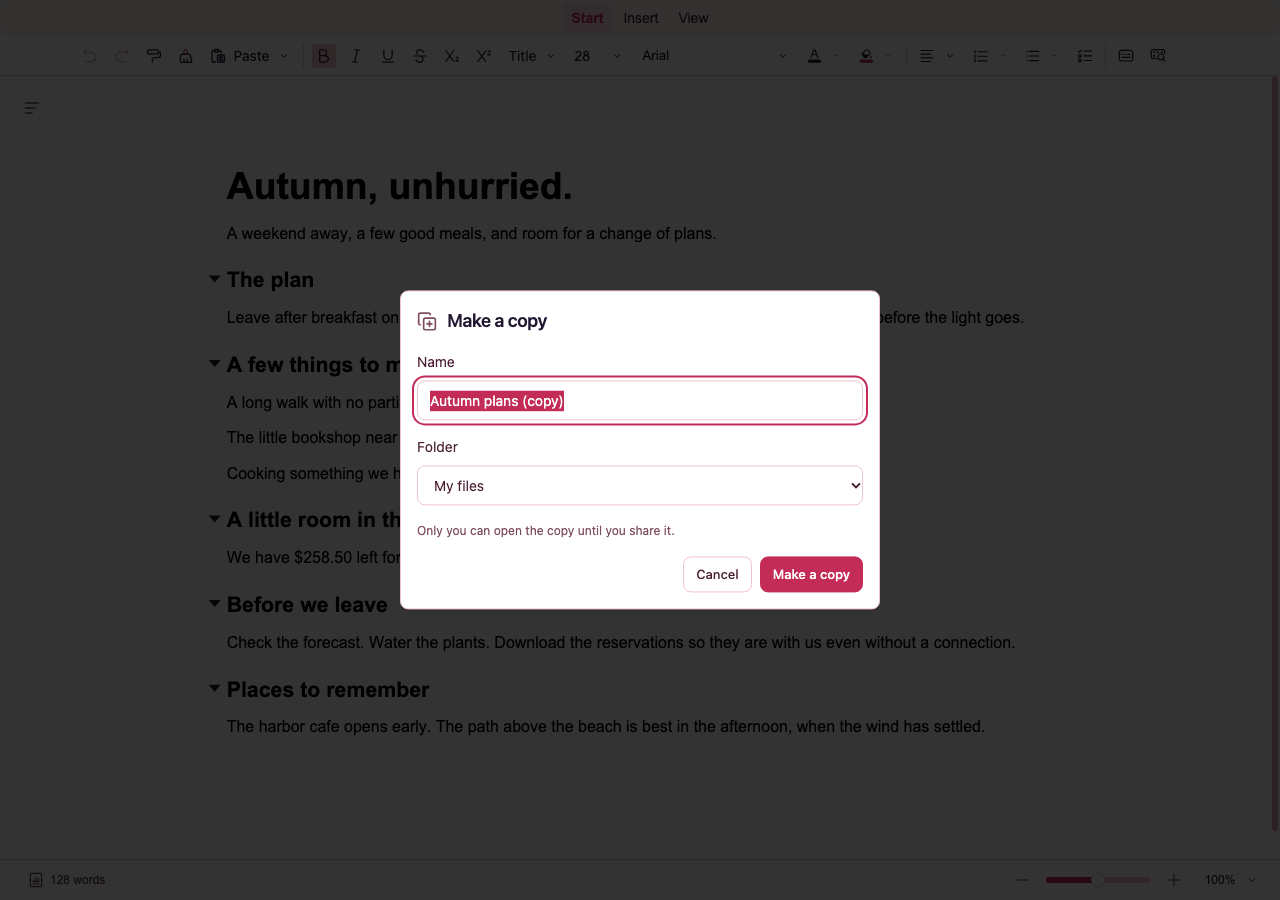 Start Insert View
Paste B I U S X₂ X² Title 28 Arial A
Autumn, unhurried.
A weekend away, a few good meals, and room for a change of plans.
The plan
Leave after breakfast on
before the light goes.
A few things to m
A long walk with no parti
The little bookshop near
Cooking something we h
A little room in th
We have $258.50 left for
Before we leave
Check the forecast. Water the plants. Download the reservations so they are with us even without a connection.
Places to remember
The harbor cafe opens early. The path above the beach is best in the afternoon, when the wind has settled.
Make a copy
Name
Autumn plans (copy)
Folder
My files
Only you can open the copy until you share it.
Cancel Make a copy
128 words 100%